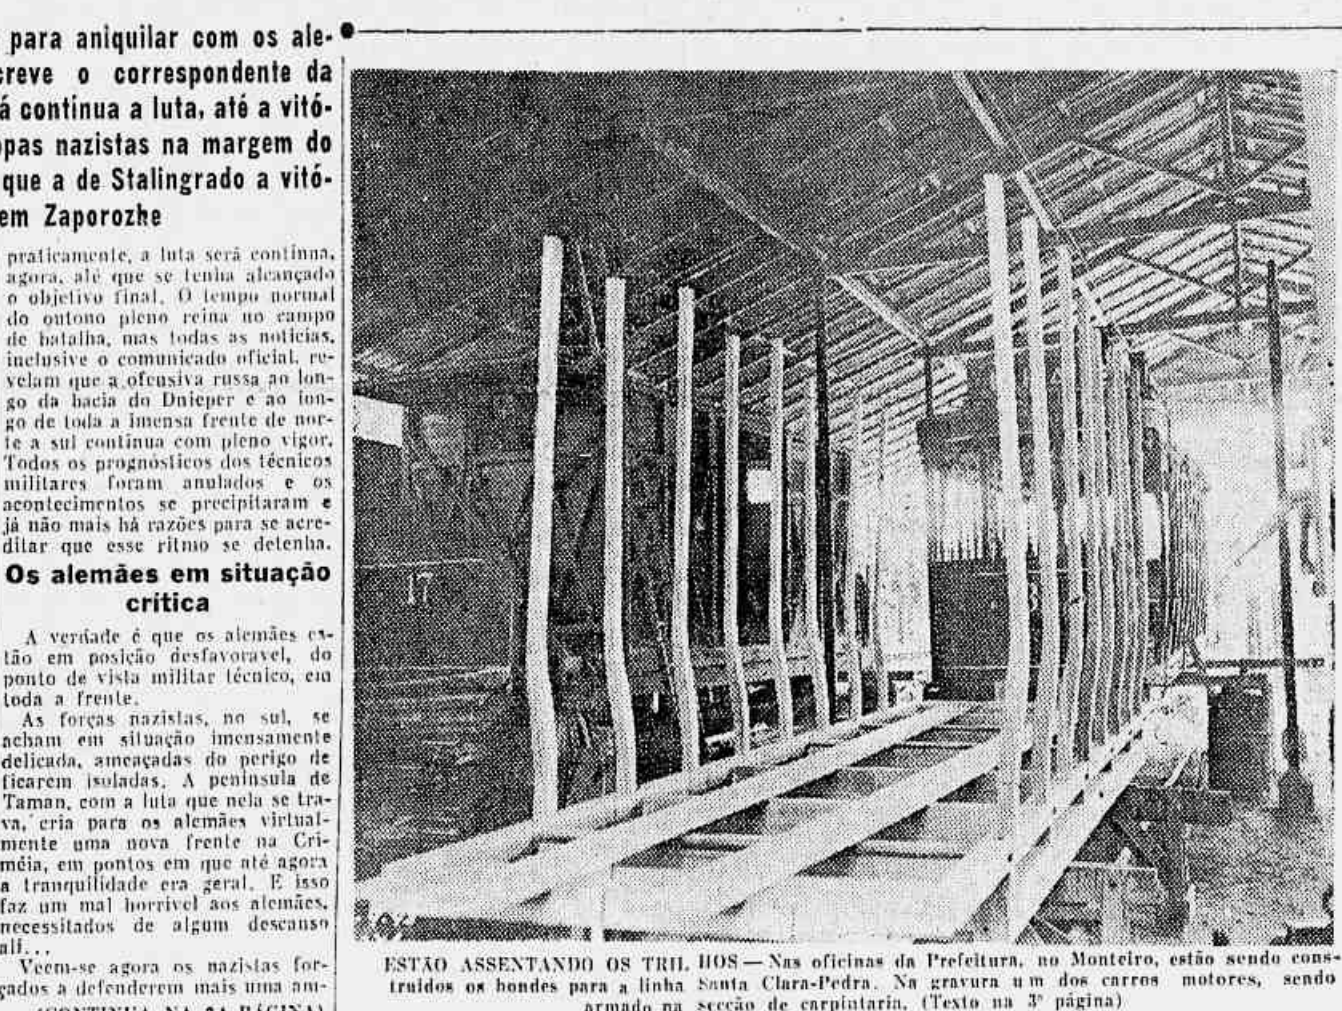 para aniquilar com os ale-
creve o correspondente da
á continua a luta, até a vitó-
opas nazistas na margem do
que a de Stalingrado a vitó-
em Zaporozhe
praticamente, a luta será contínua,
agora, até que se tenha alcançado
o objetivo final. O tempo normal
do outono pleno reina no campo
de batalha, mas todas as noticias,
inclusive o comunicado oficial, re-
velam que a ofensiva russa ao lon-
go da bacia do Dnieper e ao lon-
go de toda a imensa frente de nor-
te a sul continua com pleno vigor.
Todos os prognósticos dos técnicos
militares foram anulados e os
acontecimentos se precipitaram e
já não mais há razões para se acre-
ditar que esse ritmo se detenha.
Os alemães em situação
crítica
A verdade é que os alemães es-
tão em posição desfavoravel, do
ponto de vista militar técnico, em
toda a frente.
As forças nazistas, no sul, se
acham em situação imensamente
delicada, ameaçadas do perigo de
ficarem isoladas. A peninsula de
Taman, com a luta que nela se tra-
va, cria para os alemães virtual-
mente uma nova frente na Cri-
méia, em pontos em que até agora
a tranquilidade era geral. E isso
faz um mal horrivel aos alemães,
necessitados de algum descanso
ali...
Veem-se agora os nazistas for-
çados a defenderem mais uma am-
(CONTINUA NA 2A PÁGINA)
ESTÃO ASSENTANDO OS TRILHOS — Nas oficinas da Prefeitura, no Monteiro, estão sendo cons-
truidos os bondes para a linha Santa Clara-Pedra. Na gravura um dos carros motores, sendo
armado na secção de carpintaria. (Texto na 3ª página)